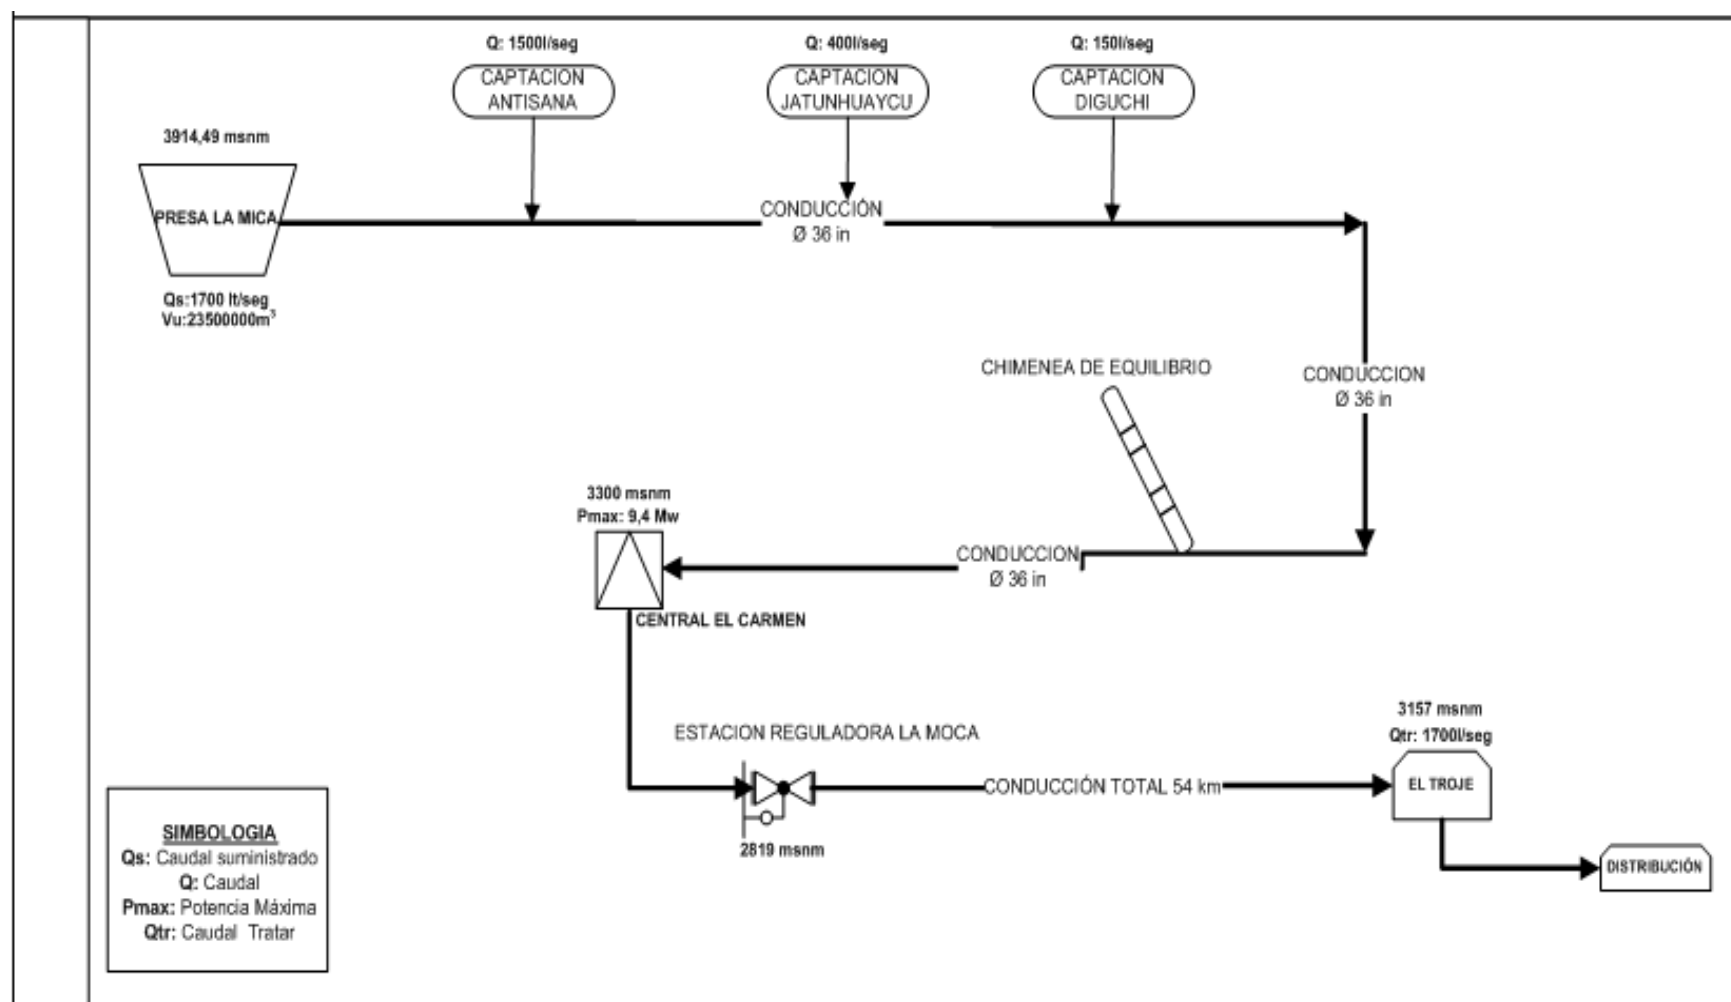 Q: 1500l/seg
CAPTACION
ANTISANA
Q: 400l/seg
CAPTACION
JATUNHUAYCU
Q: 150l/seg
CAPTACION
DIGUCHI
3914,49 msnm
PRESA LA MICA
Qs:1700 lt/seg
Vu:23500000m³
CONDUCCIÓN
Ø 36 in
CONDUCCION
Ø 36 in
CHIMENEA DE EQUILIBRIO
CONDUCCION
Ø 36 in
3300 msnm
Pmax: 9,4 Mw
CENTRAL EL CARMEN
ESTACION REGULADORA LA MOCA
2819 msnm
CONDUCCIÓN TOTAL 54 km
3157 msnm
Qtr: 1700l/seg
EL TROJE
DISTRIBUCIÓN
SIMBOLOGIA
Qs: Caudal suministrado
Q: Caudal
Pmax: Potencia Máxima
Qtr: Caudal Tratar